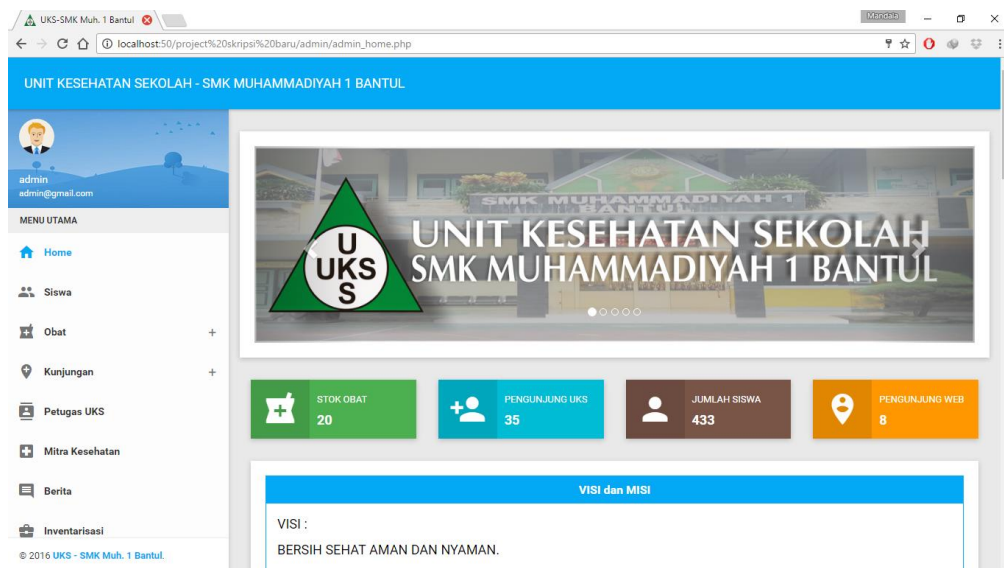 UKS-SMK Muh. 1 Bantul
Mandala
localhost:50/project%20skripsi%20baru/admin/admin_home.php
UNIT KESEHATAN SEKOLAH - SMK MUHAMMADIYAH 1 BANTUL
admin
admin@gmail.com
MENU UTAMA
Home
Siswa
Obat +
Kunjungan +
Petugas UKS
Mitra Kesehatan
Berita
Inventarisasi
© 2016 UKS - SMK Muh. 1 Bantul.
SMK MUHAMMADIYAH 1
BANTUL
U
UKS
S
UNIT KESEHATAN SEKOLAH
SMK MUHAMMADIYAH 1 BANTUL
STOK OBAT
20
PENGUNJUNG UKS
35
JUMLAH SISWA
433
PENGUNJUNG WEB
8
VISI dan MISI
VISI :
BERSIH SEHAT AMAN DAN NYAMAN.